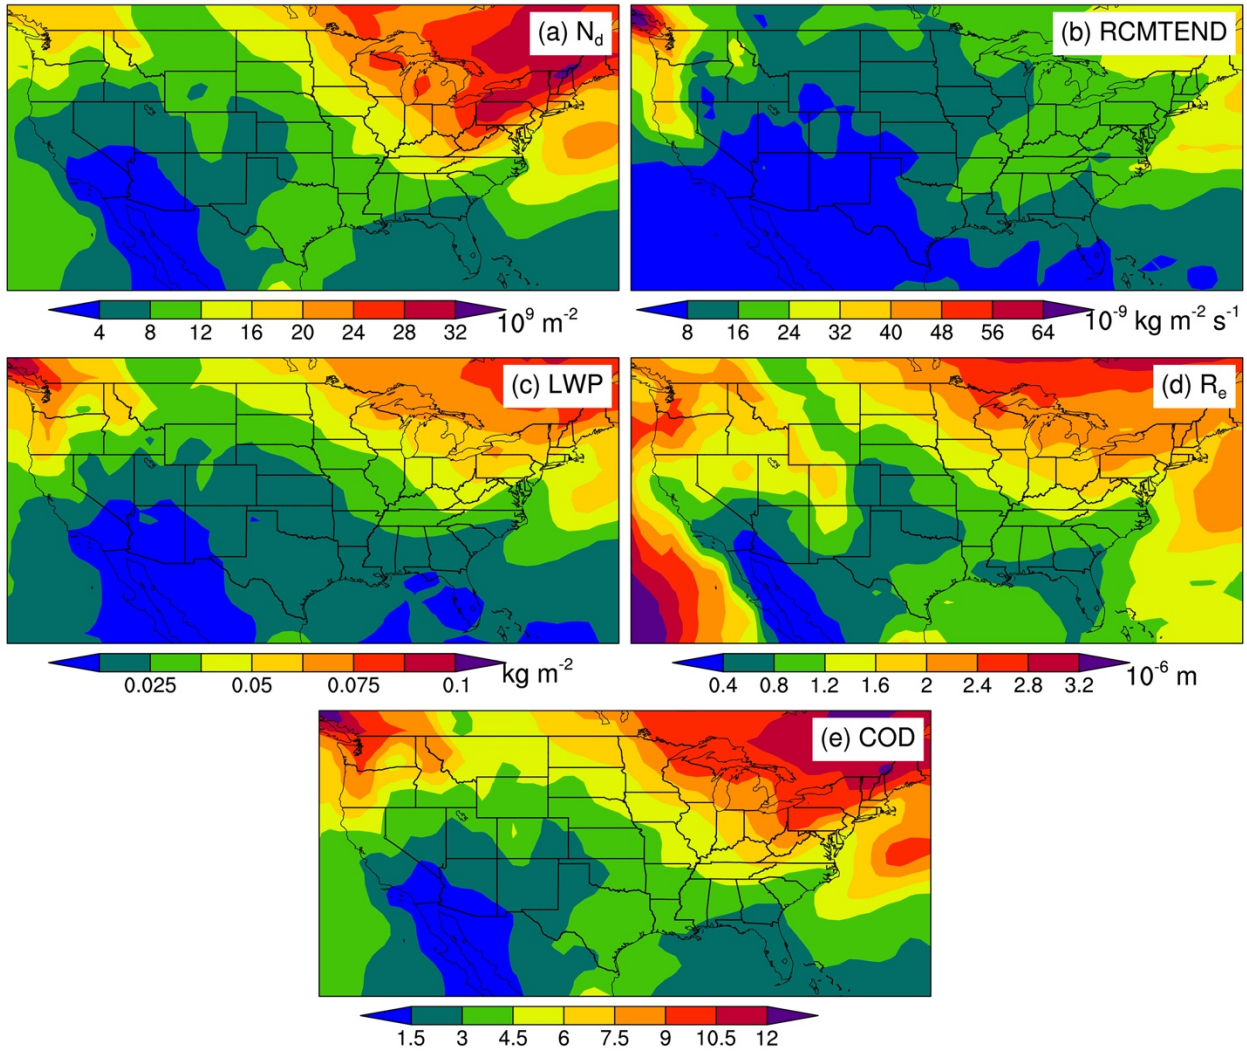 (a) N_d
(b) RCMTEND
4 8 12 16 20 24 28 32 10^9 m^-2
8 16 24 32 40 48 56 64 10^-9 kg m^-2 s^-1
(c) LWP
(d) R_e
0.025 0.05 0.075 0.1 kg m^-2
0.4 0.8 1.2 1.6 2 2.4 2.8 3.2 10^-6 m
(e) COD
1.5 3 4.5 6 7.5 9 10.5 12